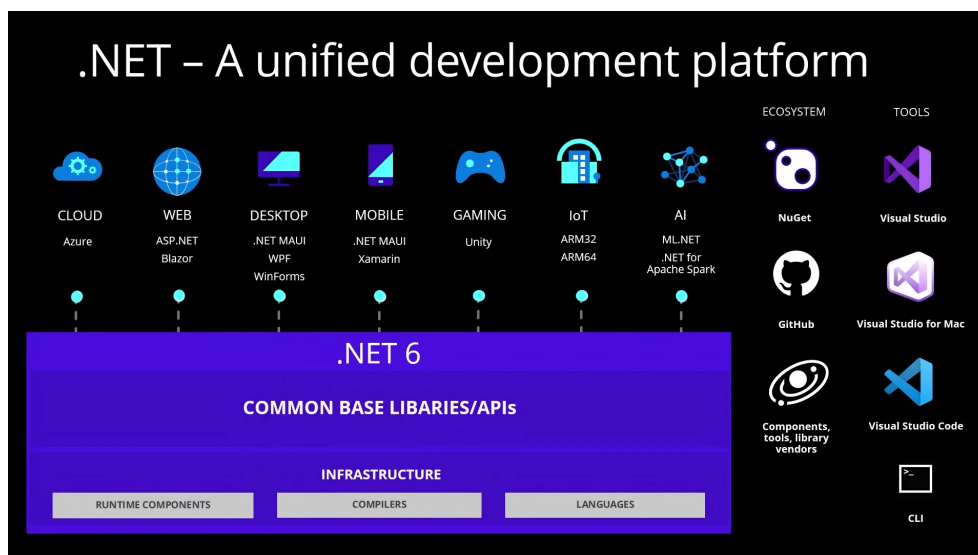 .NET – A unified development platform
ECOSYSTEM
TOOLS
CLOUD
Azure
WEB
ASP.NET
Blazor
DESKTOP
.NET MAUI
WPF
WinForms
MOBILE
.NET MAUI
Xamarin
GAMING
Unity
IoT
ARM32
ARM64
AI
ML.NET
.NET for
Apache Spark
.NET 6
COMMON BASE LIBARIES/APIs
INFRASTRUCTURE
RUNTIME COMPONENTS
COMPILERS
LANGUAGES
NuGet
GitHub
Components,
tools, library
vendors
Visual Studio
Visual Studio for Mac
Visual Studio Code
>_
CLI